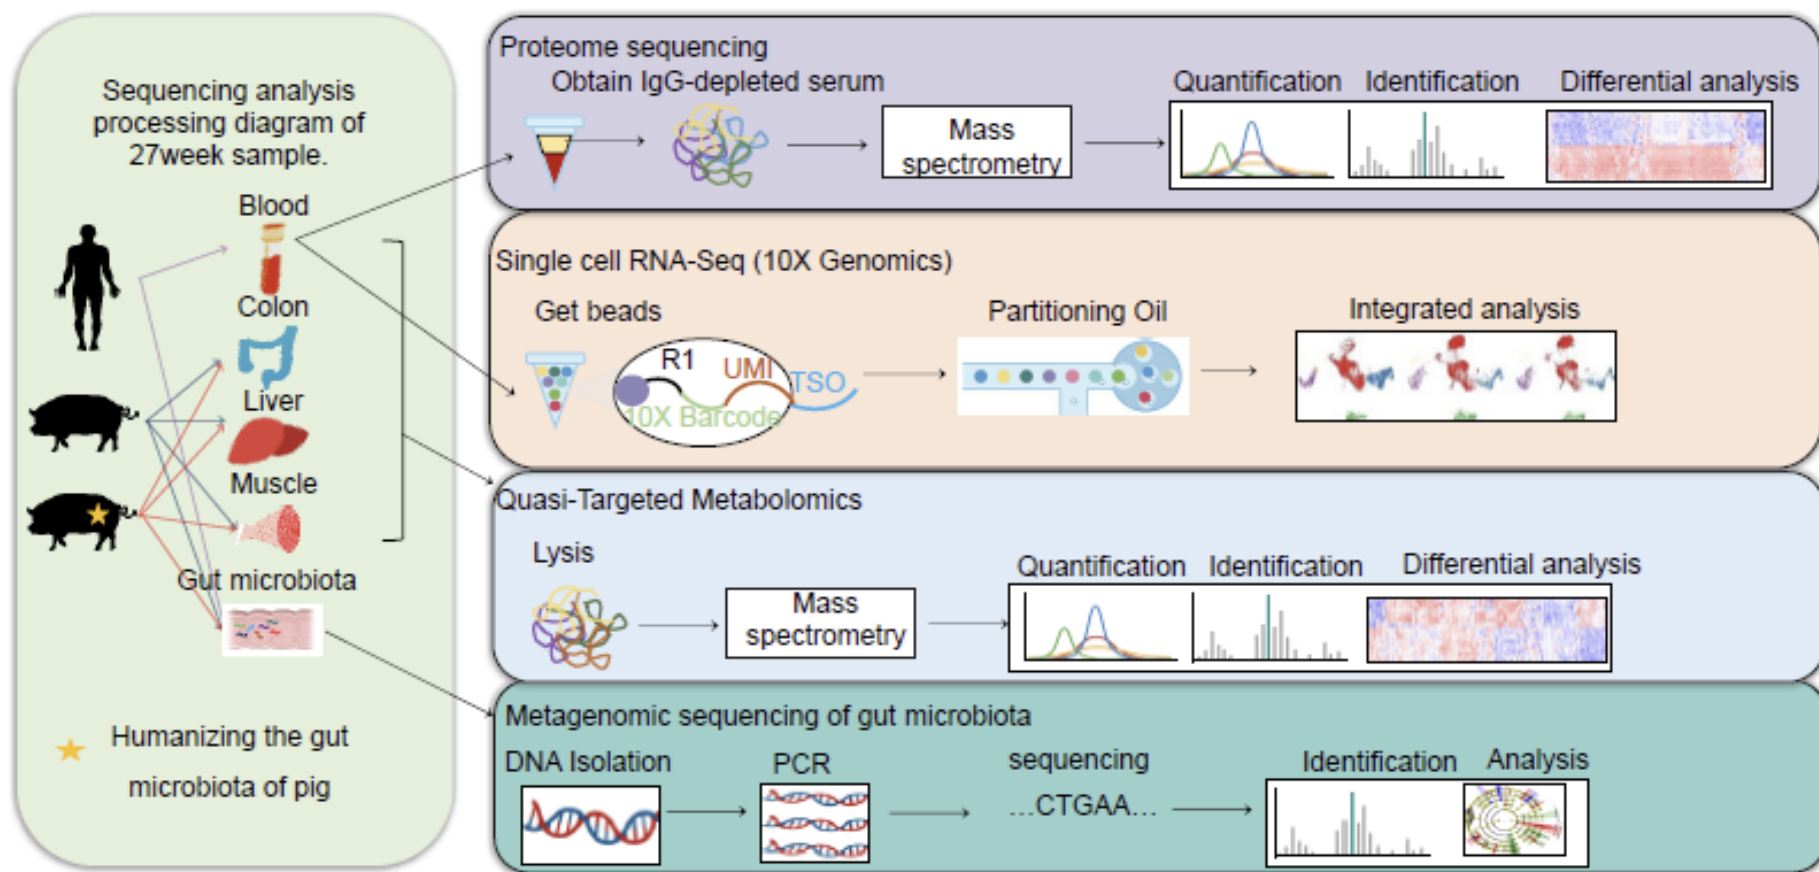 Sequencing analysis
processing diagram of
27week sample.
Blood
Colon
Liver
Muscle
Gut microbiota
Humanizing the gut
microbiota of pig
Proteome sequencing
Obtain IgG-depleted serum
Mass
spectrometry
Quantification
Identification
Differential analysis
Single cell RNA-Seq (10X Genomics)
Get beads
R1
UMI
TSO
10X Barcode
Partitioning Oil
Integrated analysis
Quasi-Targeted Metabolomics
Lysis
Mass
spectrometry
Quantification
Identification
Differential analysis
Metagenomic sequencing of gut microbiota
DNA Isolation
PCR
sequencing
...CTGAA...
Identification
Analysis